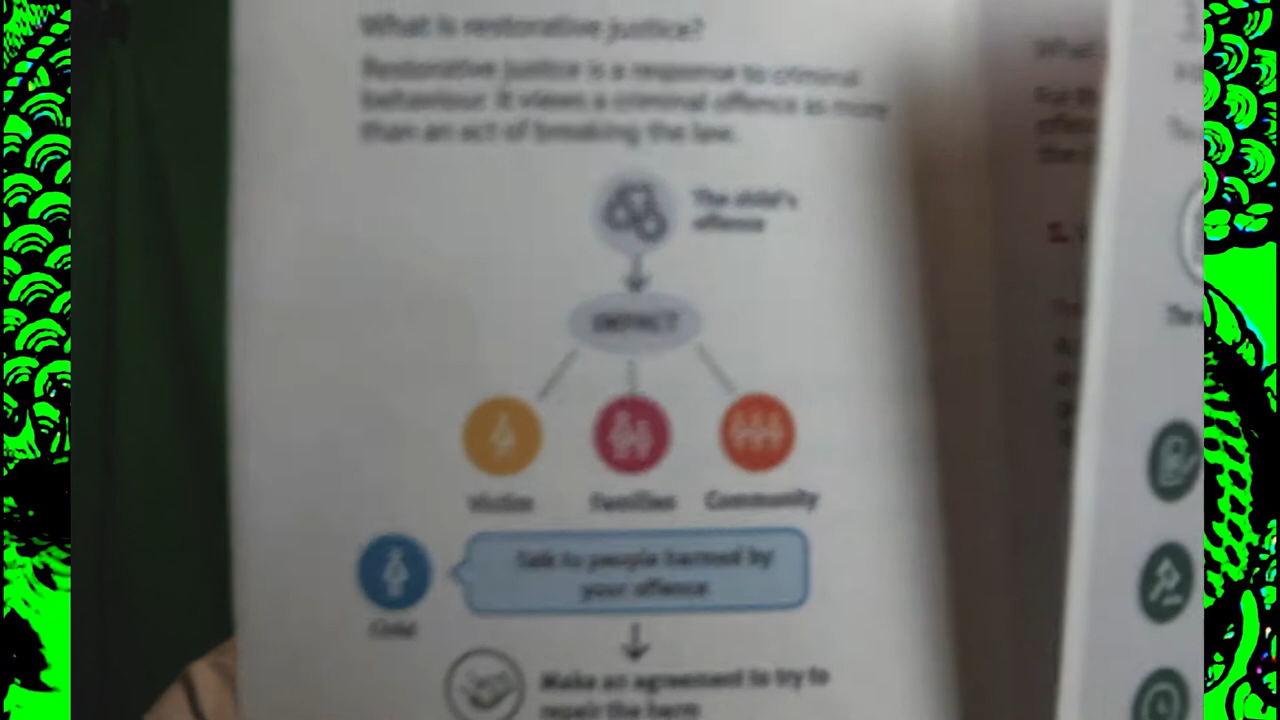 What is restorative justice?
Restorative justice is a response to criminal
behaviour. It views a criminal offence as more
than an act of breaking the law.
The child's
offence
IMPACT
Victim
Families
Community
Talk to people harmed by
your offence
Child
Make an agreement to try to
repair the harm
What
the